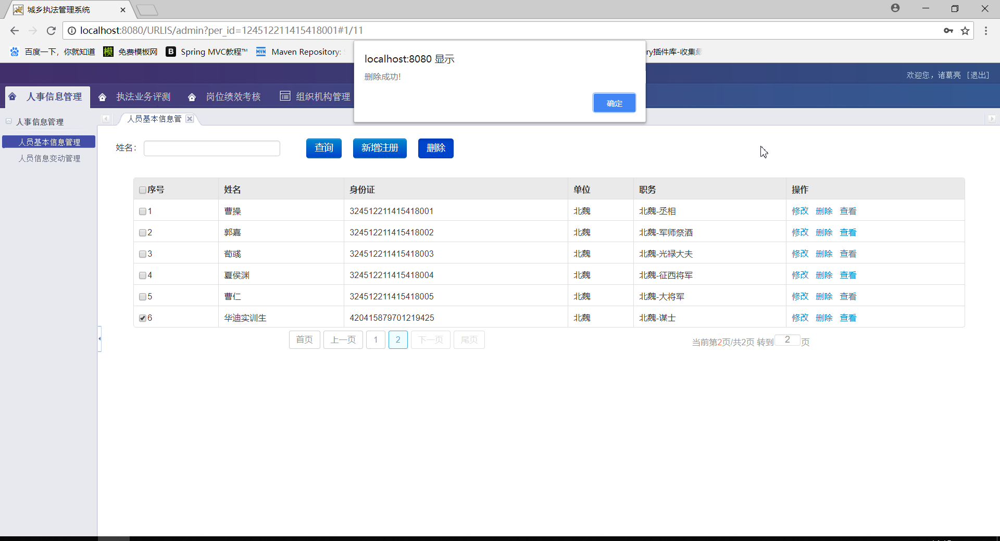 城乡执法管理系统
localhost:8080/URLIS/admin?per_id=124512211415418001#1/11
百度一下，你就知道 模 免费模板网 B Spring MVC教程™ MVN Maven Repository: ry插件库-收集最
localhost:8080 显示
删除成功!
确定
欢迎您，诸葛亮 [退出]
人事信息管理 执法业务评测 岗位绩效考核 组织机构管理
人事信息管理
人员基本信息管理
人员信息变动管理
人员基本信息管
姓名： 查询 新增注册 删除
序号 姓名 身份证 单位 职务 操作
1 曹操 324512211415418001 北魏 北魏-丞相 修改 删除 查看
2 郭嘉 324512211415418002 北魏 北魏-军师祭酒 修改 删除 查看
3 荀彧 324512211415418003 北魏 北魏-光禄大夫 修改 删除 查看
4 夏侯渊 324512211415418004 北魏 北魏-征西将军 修改 删除 查看
5 曹仁 324512211415418005 北魏 北魏-大将军 修改 删除 查看
6 华迪实训生 420415879701219425 北魏 北魏-谋士 修改 删除 查看
首页 上一页 1 2 下一页 尾页 当前第2页/共2页 转到 2 页